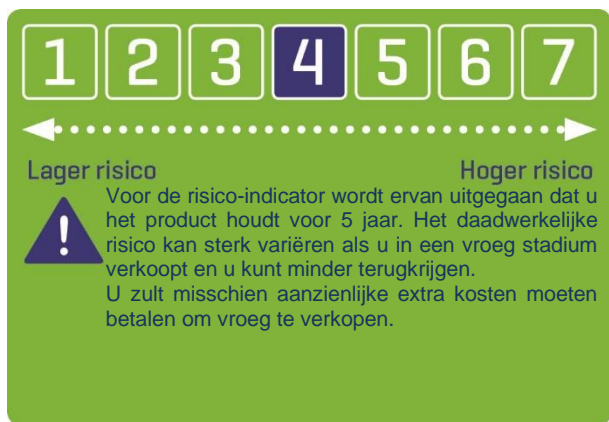 1 2 3 4 5 6 7
Lager risico Hoger risico
Voor de risico-indicator wordt ervan uitgegaan dat u
het product houdt voor 5 jaar. Het daadwerkelijke
risico kan sterk variëren als u in een vroeg stadium
verkoopt en u kunt minder terugkrijgen.
U zult misschien aanzienlijke extra kosten moeten
betalen om vroeg te verkopen.